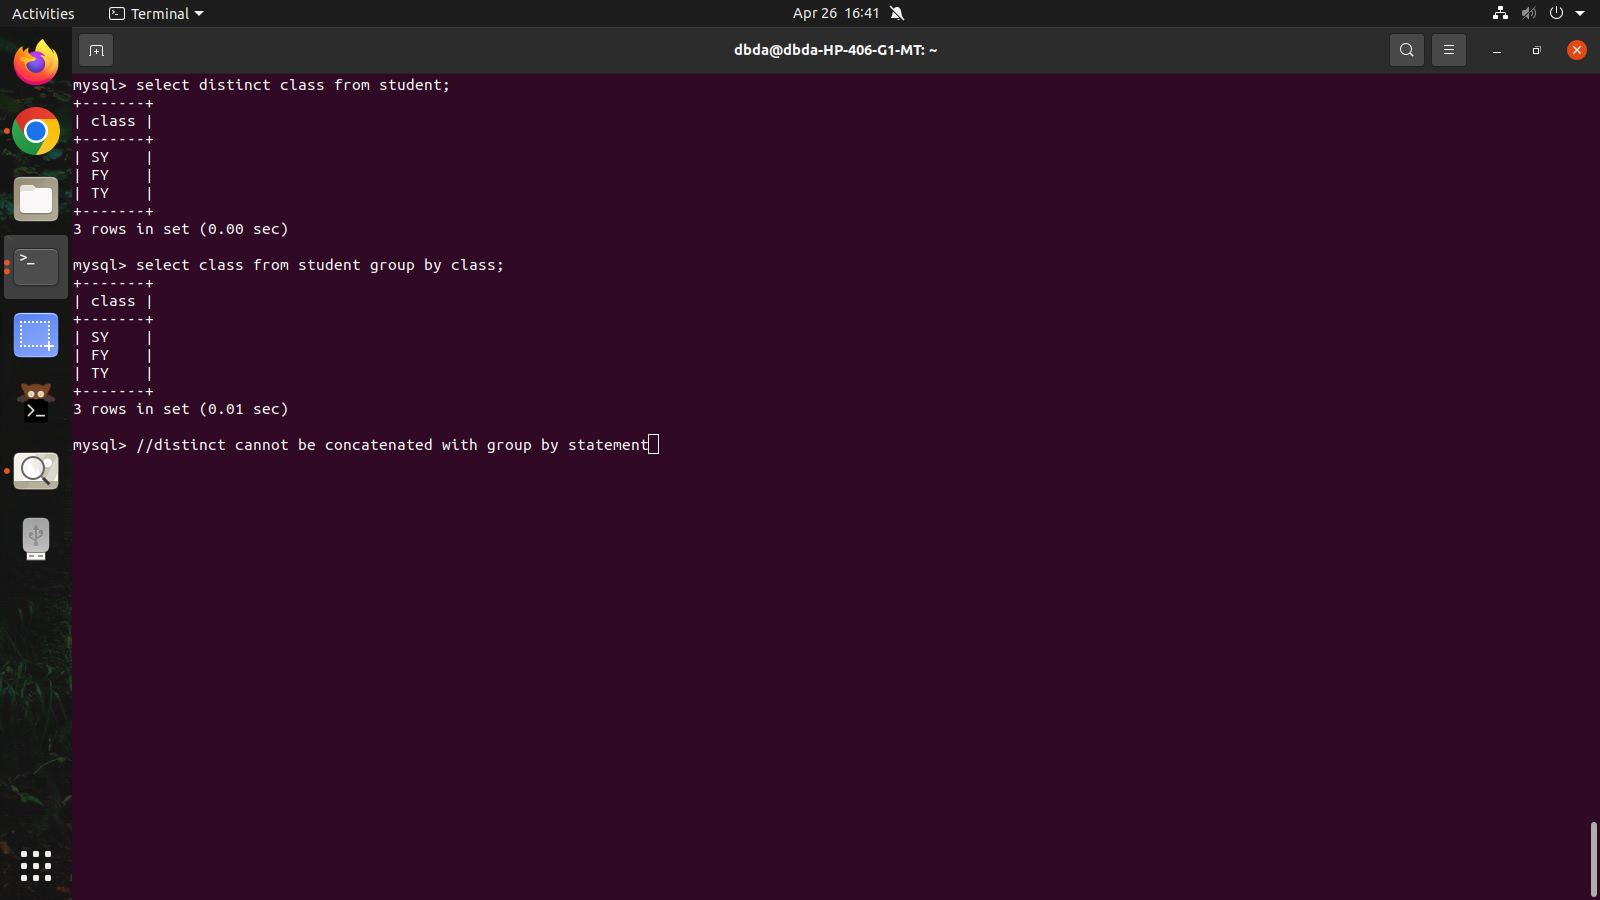 Activities
Terminal
Apr 26 16:41
dbda@dbda-HP-406-G1-MT: ~
mysql> select distinct class from student;
+-------+
| class |
+-------+
| SY    |
| FY    |
| TY    |
+-------+
3 rows in set (0.00 sec)
mysql> select class from student group by class;
+-------+
| class |
+-------+
| SY    |
| FY    |
| TY    |
+-------+
3 rows in set (0.01 sec)
mysql> //distinct cannot be concatenated with group by statement